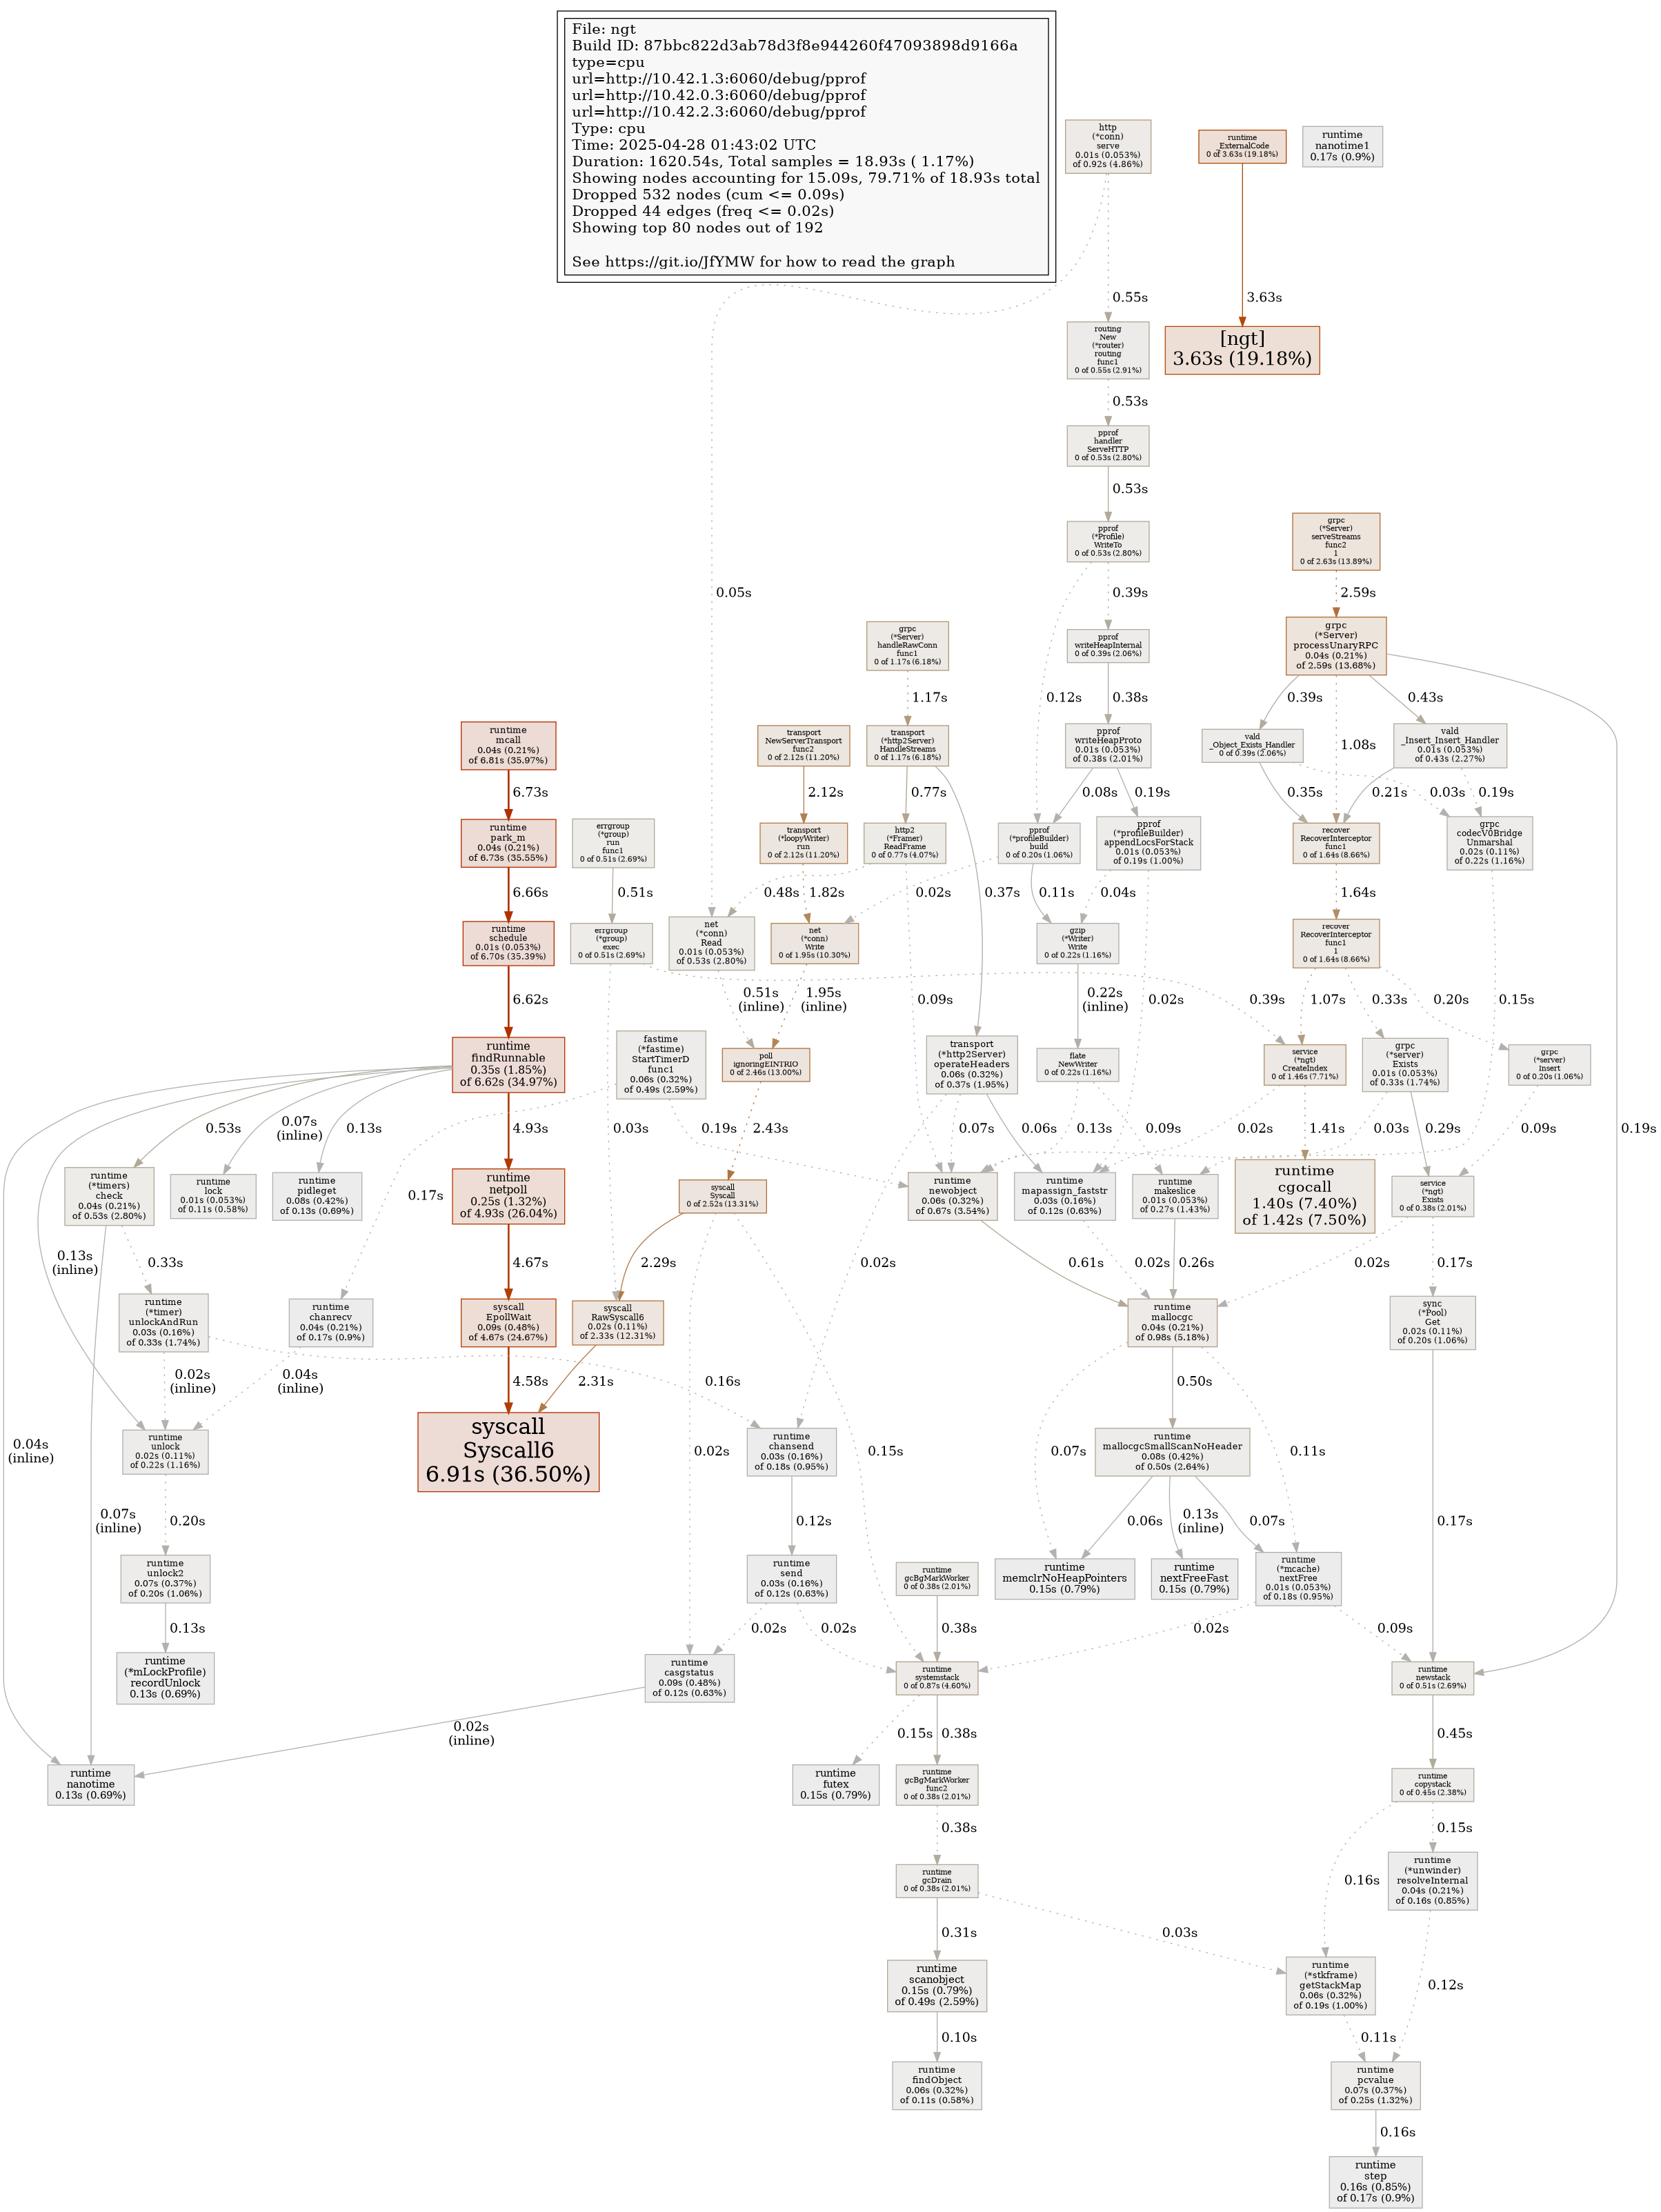 File: ngt
Build ID: 87bbc822d3ab78d3f8e944260f47093898d9166a
type=cpu
url=http://10.42.1.3:6060/debug/pprof
url=http://10.42.0.3:6060/debug/pprof
url=http://10.42.2.3:6060/debug/pprof
Type: cpu
Time: 2025-04-28 01:43:02 UTC
Duration: 1620.54s, Total samples = 18.93s ( 1.17%)
Showing nodes accounting for 15.09s, 79.71% of 18.93s total
Dropped 532 nodes (cum <= 0.09s)
Dropped 44 edges (freq <= 0.02s)
Showing top 80 nodes out of 192
See https://git.io/JfYMW for how to read the graph
http
(*conn)
serve
0.01s (0.053%)
of 0.92s (4.86%)
runtime
_ExternalCode
0 of 3.63s (19.18%)
runtime
nanotime1
0.17s (0.9%)
0.55s
3.63s
routing
New
(*router)
routing
func1
0 of 0.55s (2.91%)
[ngt]
3.63s (19.18%)
0.53s
pprof
handler
ServeHTTP
0 of 0.53s (2.80%)
0.53s
pprof
(*Profile)
WriteTo
0 of 0.53s (2.80%)
grpc
(*Server)
serveStreams
func2
1
0 of 2.63s (13.89%)
0.05s
0.39s
2.59s
grpc
(*Server)
handleRawConn
func1
0 of 1.17s (6.18%)
pprof
writeHeapInternal
0 of 0.39s (2.06%)
grpc
(*Server)
processUnaryRPC
0.04s (0.21%)
of 2.59s (13.68%)
1.17s
0.12s
0.38s
0.39s
0.43s
runtime
mcall
0.04s (0.21%)
of 6.81s (35.97%)
transport
NewServerTransport
func2
0 of 2.12s (11.20%)
transport
(*http2Server)
HandleStreams
0 of 1.17s (6.18%)
pprof
writeHeapProto
0.01s (0.053%)
of 0.38s (2.01%)
vald
_Object_Exists_Handler
0 of 0.39s (2.06%)
1.08s
vald
_Insert_Insert_Handler
0.01s (0.053%)
of 0.43s (2.27%)
6.73s
2.12s
0.77s
0.08s
0.19s
0.35s
0.21s
0.03s
0.19s
runtime
park_m
0.04s (0.21%)
of 6.73s (35.55%)
errgroup
(*group)
run
func1
0 of 0.51s (2.69%)
transport
(*loopyWriter)
run
0 of 2.12s (11.20%)
http2
(*Framer)
ReadFrame
0 of 0.77s (4.07%)
pprof
(*profileBuilder)
build
0 of 0.20s (1.06%)
pprof
(*profileBuilder)
appendLocsForStack
0.01s (0.053%)
of 0.19s (1.00%)
recover
RecoverInterceptor
func1
0 of 1.64s (8.66%)
grpc
codecV0Bridge
Unmarshal
0.02s (0.11%)
of 0.22s (1.16%)
6.66s
0.51s
0.48s
1.82s
0.02s
0.37s
0.11s
0.04s
1.64s
0.19s
runtime
schedule
0.01s (0.053%)
of 6.70s (35.39%)
errgroup
(*group)
exec
0 of 0.51s (2.69%)
net
(*conn)
Read
0.01s (0.053%)
of 0.53s (2.80%)
net
(*conn)
Write
0 of 1.95s (10.30%)
gzip
(*Writer)
Write
0 of 0.22s (1.16%)
recover
RecoverInterceptor
func1
1
0 of 1.64s (8.66%)
6.62s
0.51s
(inline)
1.95s
(inline)
0.09s
0.22s
(inline)
0.02s
0.39s
1.07s
0.33s
0.20s
0.15s
runtime
findRunnable
0.35s (1.85%)
of 6.62s (34.97%)
fastime
(*fastime)
StartTimerD
func1
0.06s (0.32%)
of 0.49s (2.59%)
poll
ignoringEINTRIO
0 of 2.46s (13.00%)
transport
(*http2Server)
operateHeaders
0.06s (0.32%)
of 0.37s (1.95%)
flate
NewWriter
0 of 0.22s (1.16%)
service
(*ngt)
CreateIndex
0 of 1.46s (7.71%)
grpc
(*server)
Exists
0.01s (0.053%)
of 0.33s (1.74%)
grpc
(*server)
Insert
0 of 0.20s (1.06%)
0.53s
0.07s
(inline)
0.13s
4.93s
0.03s
0.19s
2.43s
0.07s
0.06s
0.13s
0.09s
0.02s
1.41s
0.03s
0.29s
0.09s
runtime
(*timers)
check
0.04s (0.21%)
of 0.53s (2.80%)
runtime
lock
0.01s (0.053%)
of 0.11s (0.58%)
runtime
pidleget
0.08s (0.42%)
of 0.13s (0.69%)
0.17s
runtime
netpoll
0.25s (1.32%)
of 4.93s (26.04%)
syscall
Syscall
0 of 2.52s (13.31%)
runtime
newobject
0.06s (0.32%)
of 0.67s (3.54%)
runtime
mapassign_faststr
0.03s (0.16%)
of 0.12s (0.63%)
runtime
makeslice
0.01s (0.053%)
of 0.27s (1.43%)
runtime
cgocall
1.40s (7.40%)
of 1.42s (7.50%)
service
(*ngt)
Exists
0 of 0.38s (2.01%)
0.13s
(inline)
0.33s
4.67s
2.29s
0.02s
0.61s
0.02s
0.26s
0.02s
0.17s
runtime
(*timer)
unlockAndRun
0.03s (0.16%)
of 0.33s (1.74%)
runtime
chanrecv
0.04s (0.21%)
of 0.17s (0.9%)
syscall
EpollWait
0.09s (0.48%)
of 4.67s (24.67%)
syscall
RawSyscall6
0.02s (0.11%)
of 2.33s (12.31%)
runtime
mallocgc
0.04s (0.21%)
of 0.98s (5.18%)
sync
(*Pool)
Get
0.02s (0.11%)
of 0.20s (1.06%)
0.02s
(inline)
0.04s
(inline)
4.58s
2.31s
0.16s
0.50s
0.04s
(inline)
runtime
unlock
0.02s (0.11%)
of 0.22s (1.16%)
syscall
Syscall6
6.91s (36.50%)
0.02s
runtime
chansend
0.03s (0.16%)
of 0.18s (0.95%)
0.15s
0.07s
runtime
mallocgcSmallScanNoHeader
0.08s (0.42%)
of 0.50s (2.64%)
0.11s
0.07s
(inline)
0.20s
0.12s
0.06s
0.13s
(inline)
0.07s
0.17s
runtime
unlock2
0.07s (0.37%)
of 0.20s (1.06%)
runtime
send
0.03s (0.16%)
of 0.12s (0.63%)
runtime
gcBgMarkWorker
0 of 0.38s (2.01%)
runtime
memclrNoHeapPointers
0.15s (0.79%)
runtime
nextFreeFast
0.15s (0.79%)
runtime
(*mcache)
nextFree
0.01s (0.053%)
of 0.18s (0.95%)
0.13s
0.02s
0.02s
0.38s
0.02s
0.09s
runtime
(*mLockProfile)
recordUnlock
0.13s (0.69%)
runtime
casgstatus
0.09s (0.48%)
of 0.12s (0.63%)
runtime
systemstack
0 of 0.87s (4.60%)
runtime
newstack
0 of 0.51s (2.69%)
0.02s
(inline)
0.15s
0.38s
0.45s
runtime
nanotime
0.13s (0.69%)
runtime
futex
0.15s (0.79%)
runtime
gcBgMarkWorker
func2
0 of 0.38s (2.01%)
runtime
copystack
0 of 0.45s (2.38%)
0.38s
0.15s
runtime
gcDrain
0 of 0.38s (2.01%)
0.16s
runtime
(*unwinder)
resolveInternal
0.04s (0.21%)
of 0.16s (0.85%)
0.31s
0.03s
runtime
scanobject
0.15s (0.79%)
of 0.49s (2.59%)
runtime
(*stkframe)
getStackMap
0.06s (0.32%)
of 0.19s (1.00%)
0.12s
0.10s
0.11s
runtime
findObject
0.06s (0.32%)
of 0.11s (0.58%)
runtime
pcvalue
0.07s (0.37%)
of 0.25s (1.32%)
0.16s
runtime
step
0.16s (0.85%)
of 0.17s (0.9%)